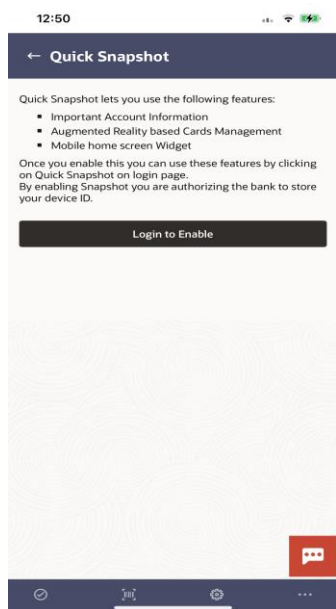 12:50
← Quick Snapshot
Quick Snapshot lets you use the following features:
▪ Important Account Information
▪ Augmented Reality based Cards Management
▪ Mobile home screen Widget
Once you enable this you can use these features by clicking
on Quick Snapshot on login page.
By enabling Snapshot you are authorizing the bank to store
your device ID.
Login to Enable